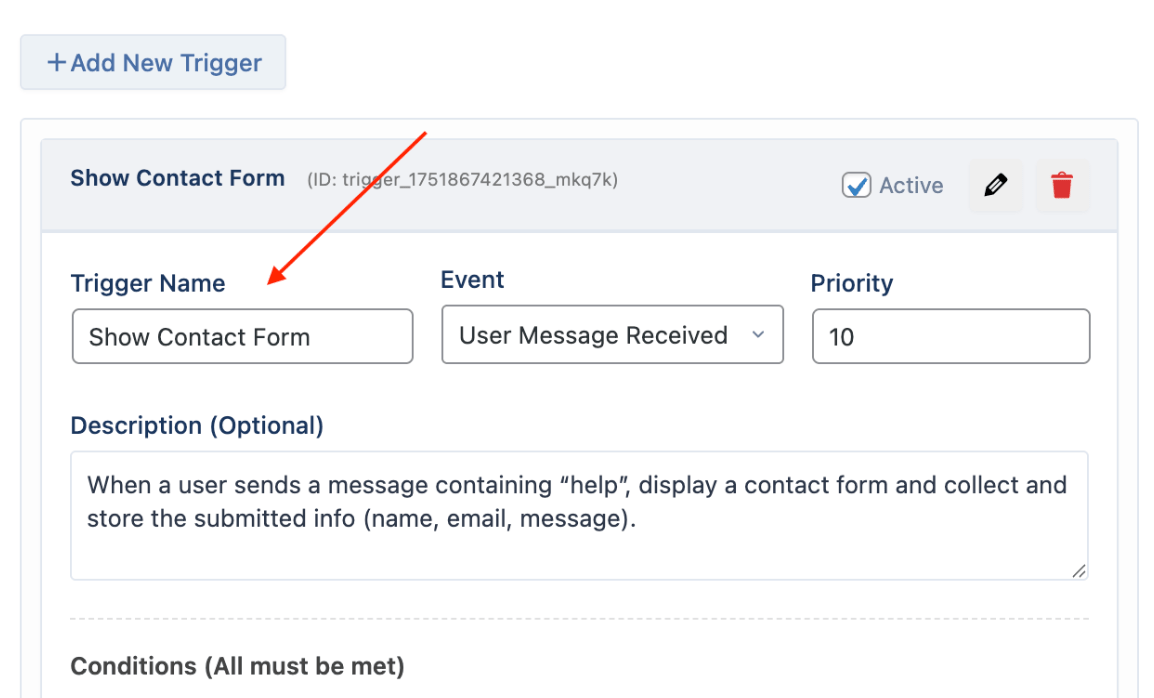 +Add New Trigger
Show Contact Form (ID: trigger_1751867421368_mkq7k)
Active
Trigger Name
Event
Priority
Show Contact Form
User Message Received
10
Description (Optional)
When a user sends a message containing “help”, display a contact form and collect and
store the submitted info (name, email, message).
Conditions (All must be met)